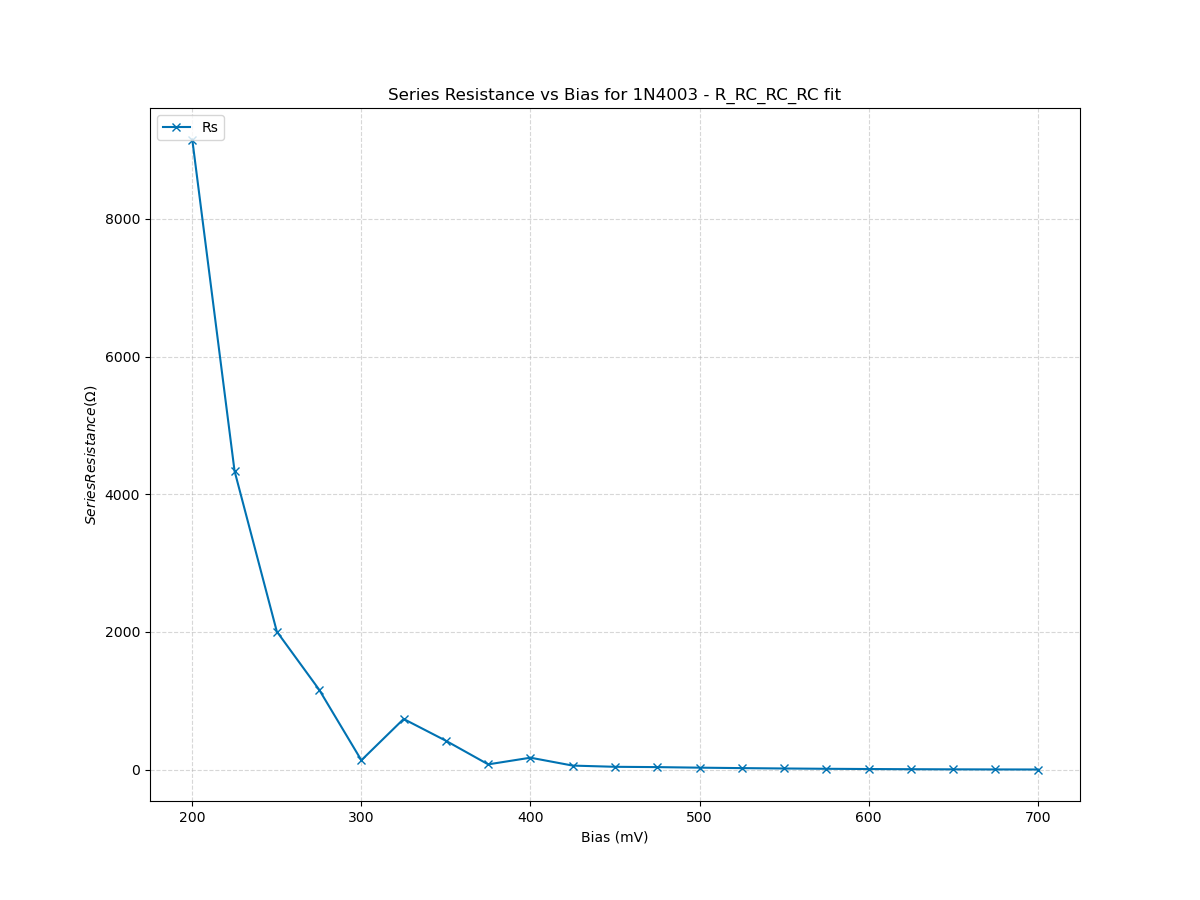 Series Resistance vs Bias for 1N4003 - R_RC_RC_RC fit
Rs
8000
6000
4000
2000
0
SeriesResistance(Ω)
200 300 400 500 600 700
Bias (mV)